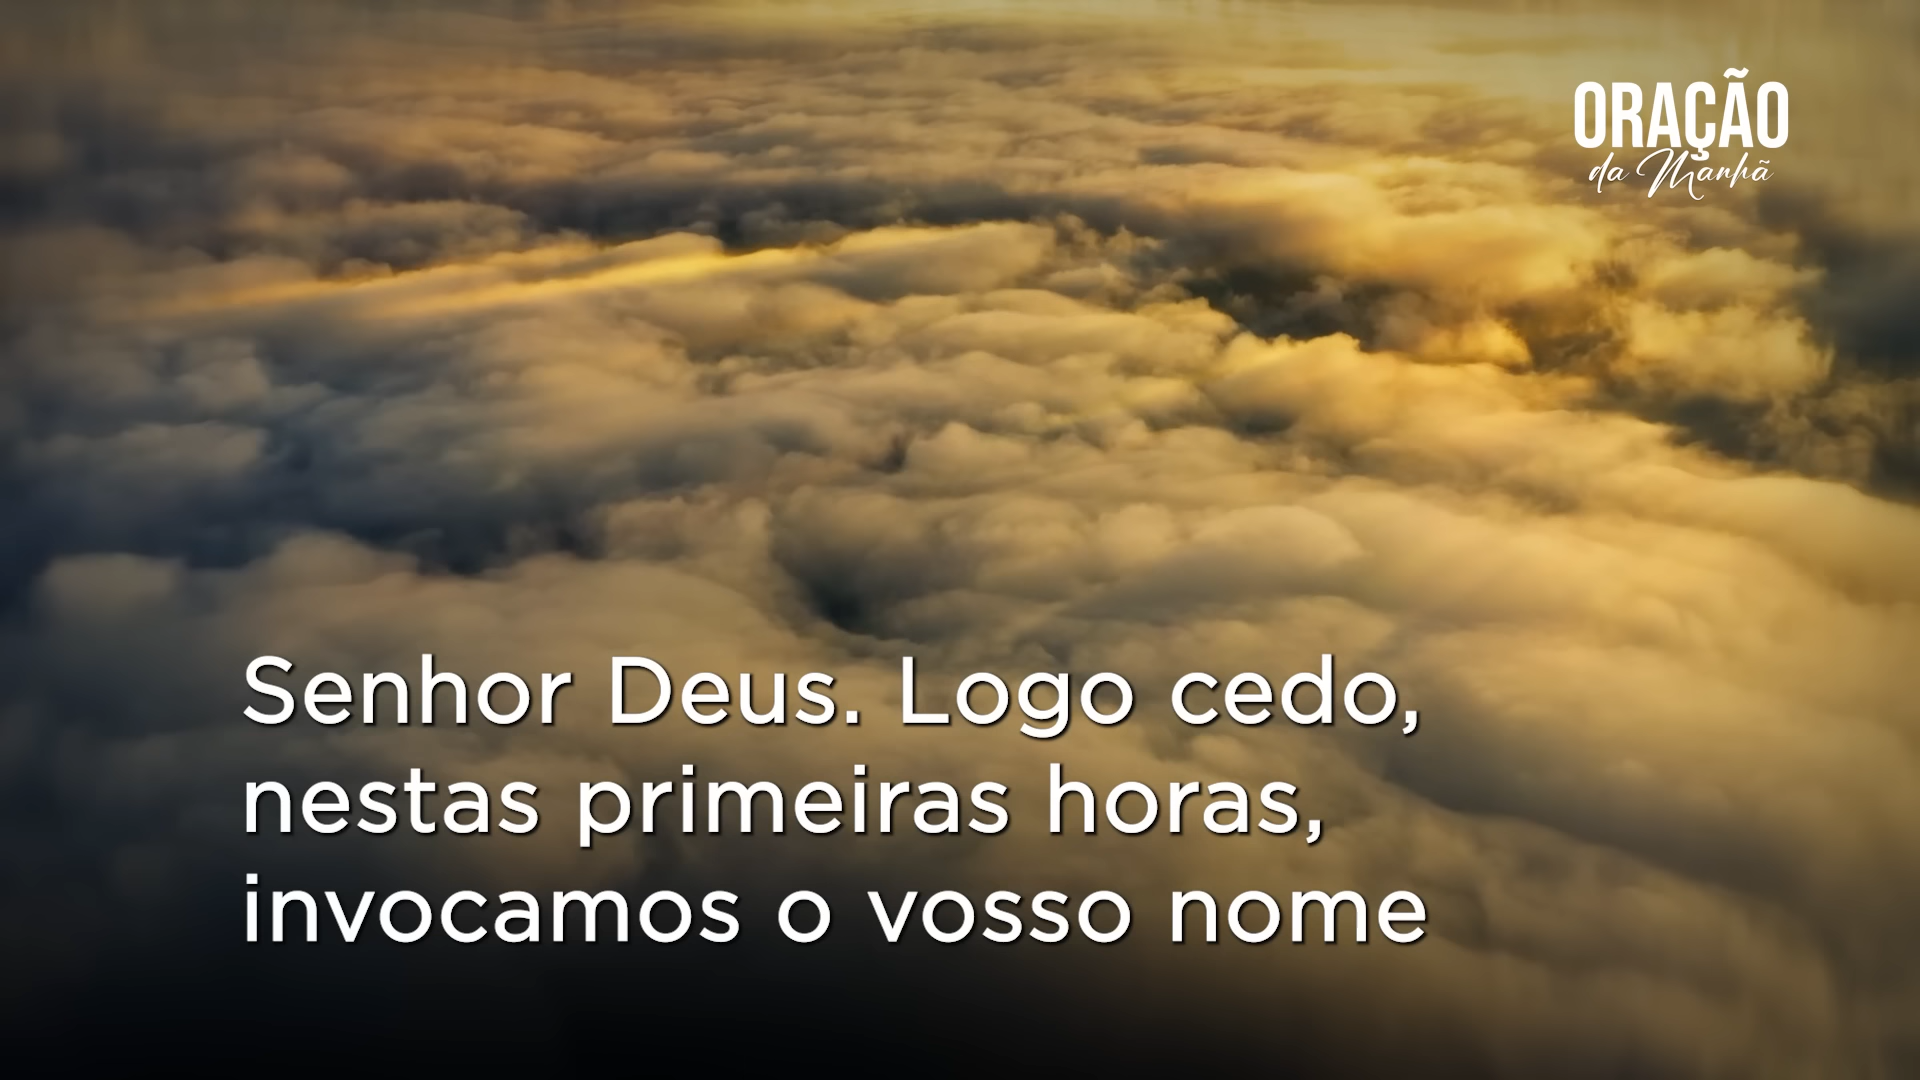 ORAÇÃO
da Manhã
Senhor Deus. Logo cedo,
nestas primeiras horas,
invocamos o vosso nome